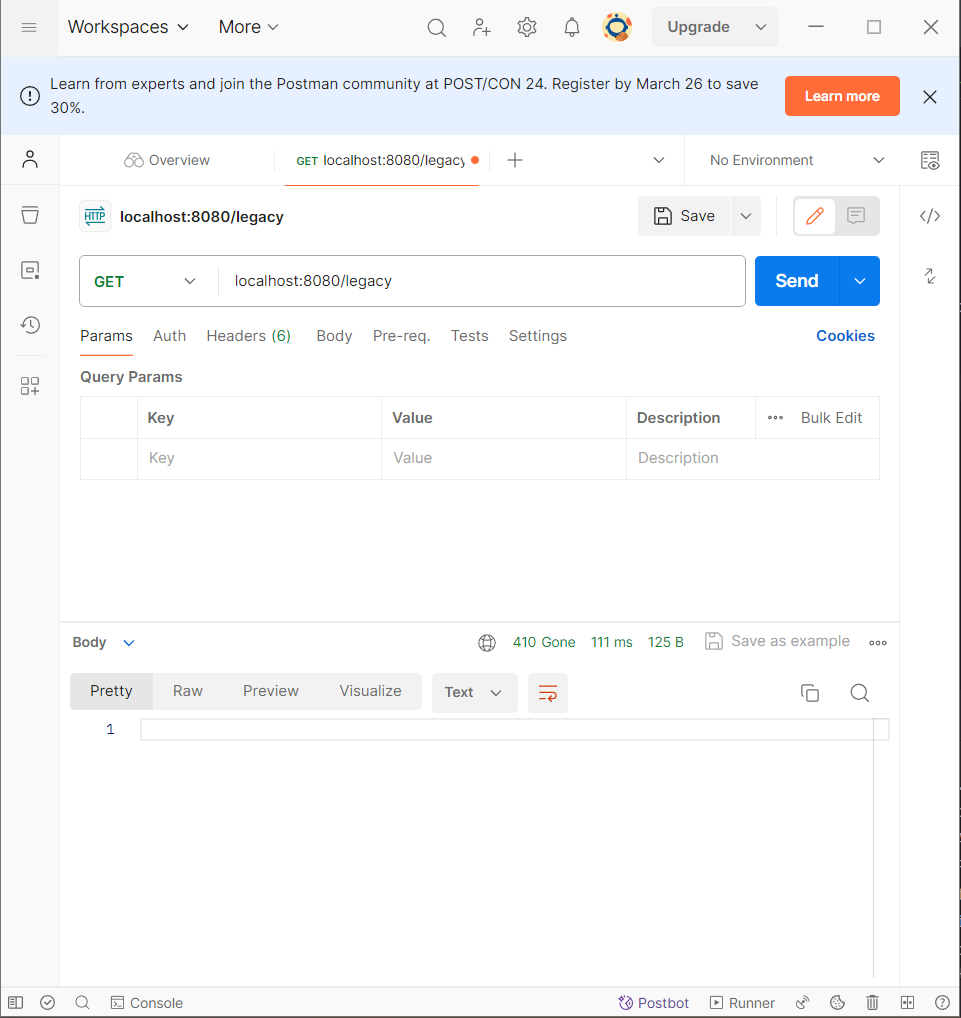 Workspaces More Upgrade
Learn from experts and join the Postman community at POST/CON 24. Register by March 26 to save
30%.
Learn more
Overview GET localhost:8080/legacy No Environment
HTTP localhost:8080/legacy Save
GET localhost:8080/legacy Send
Params Auth Headers (6) Body Pre-req. Tests Settings Cookies
Query Params
Key Value Description Bulk Edit
Key Value Description
Body 410 Gone 111 ms 125 B Save as example
Pretty Raw Preview Visualize Text
1
Console Postbot Runner